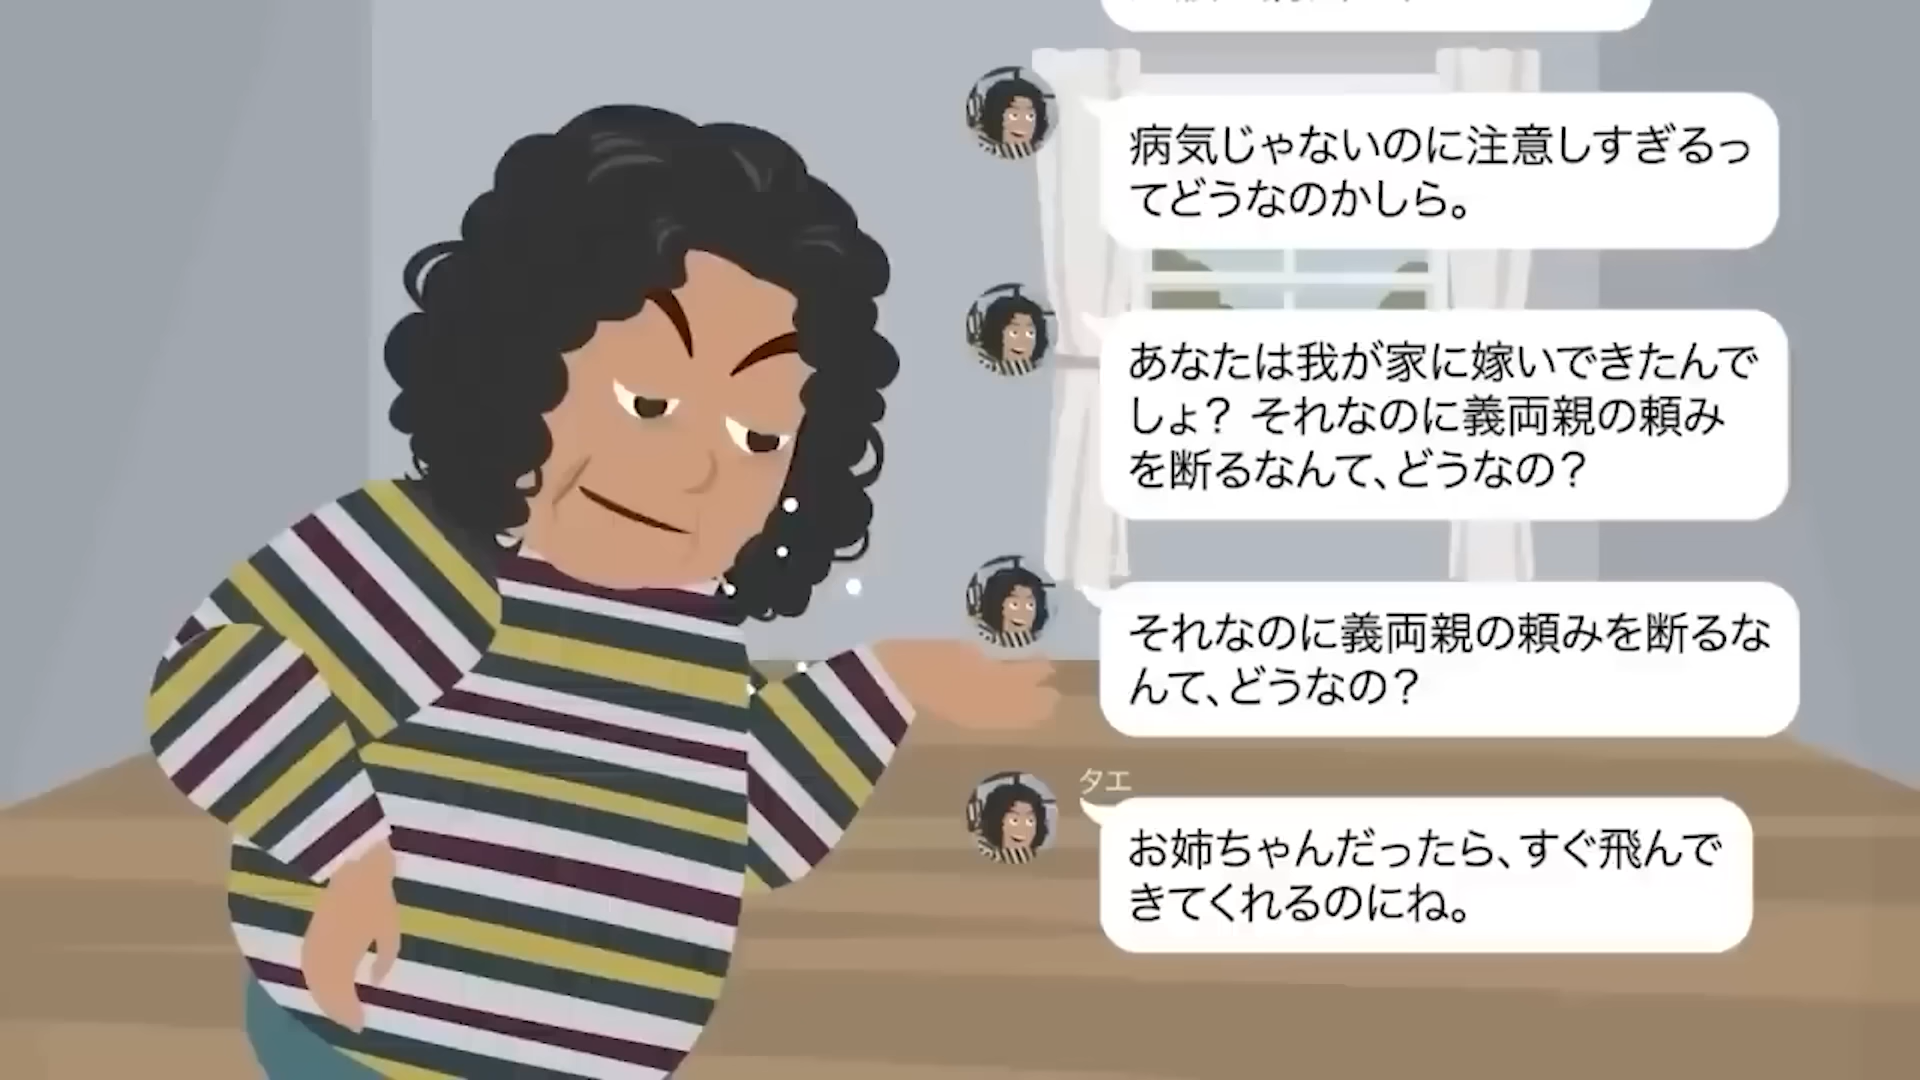 病気じゃないのに注意しすぎるっ
てどうなのかしら。
あなたは我が家に嫁いできたんで
しょ？ それなのに義両親の頼み
を断るなんて、どうなの？
それなのに義両親の頼みを断るな
んて、どうなの？
タエ
お姉ちゃんだったら、すぐ飛んで
きてくれるのにね。